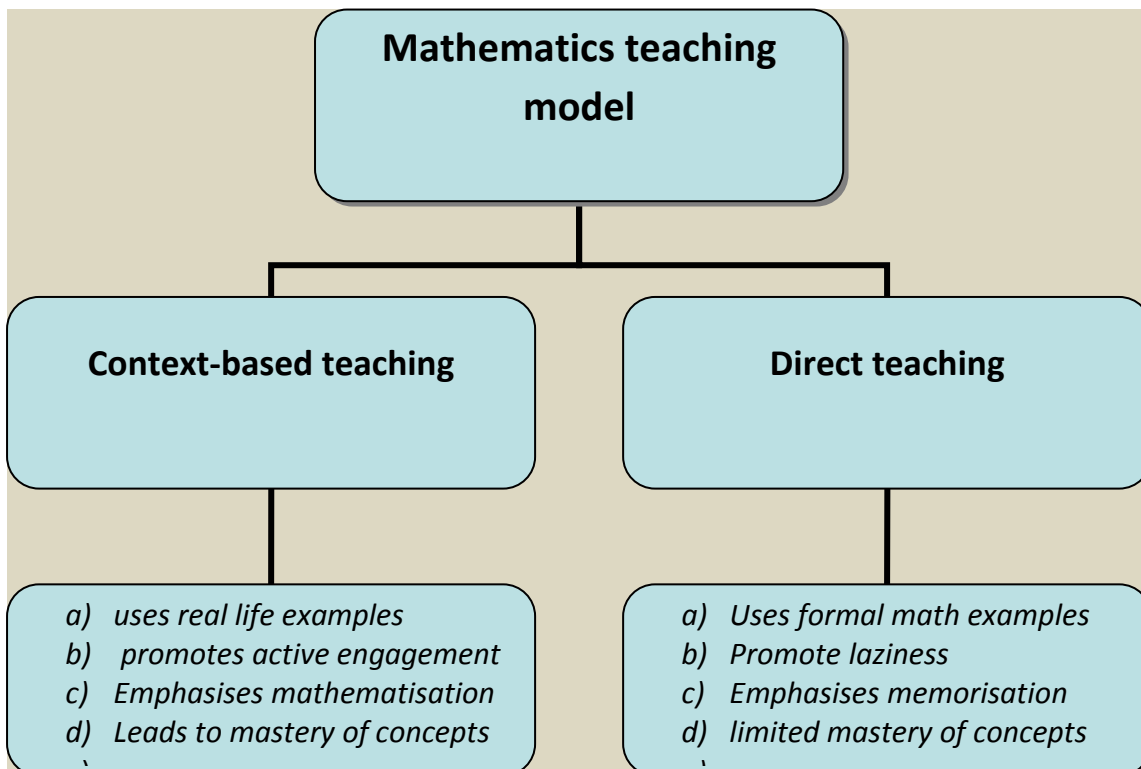 Mathematics teaching
model
Context-based teaching
Direct teaching
a) uses real life examples
b) promotes active engagement
c) Emphasises mathematisation
d) Leads to mastery of concepts
a) Uses formal math examples
b) Promote laziness
c) Emphasises memorisation
d) limited mastery of concepts